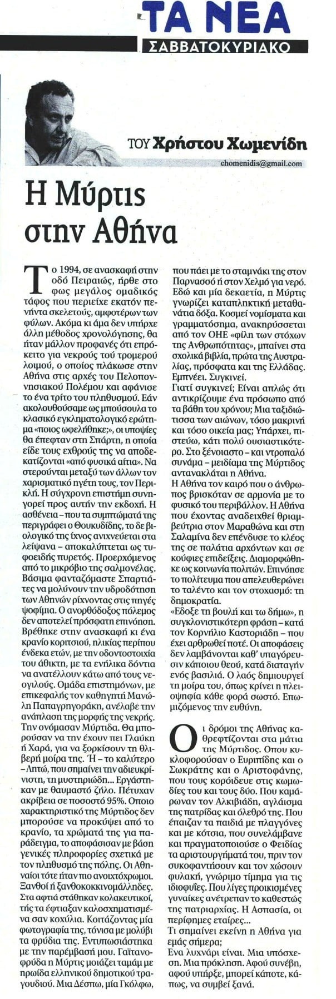 ΤΑ ΝΕΑ
ΣΑΒΒΑΤΟΚΥΡΙΑΚΟ
ΤΟΥ Χρήστου Χωμενίδη
chomenidis@gmail.com
Η Μύρτις
στην Αθήνα
Το 1994, σε ανασκαφή στην
οδό Πειραιώς, ήρθε στο
φως μεγάλος ομαδικός
τάφος που περιείχε εκατόν πε-
νήντα σκελετούς, αμφοτέρων των
φύλων. Ακόμα κι άμα δεν υπήρχε
άλλη μέθοδος χρονολόγησης, θα
ήταν μάλλον προφανές ότι επρό-
κειτο για νεκρούς τού τρομερού
λοιμού, ο οποίος πλάκωσε στην
Αθήνα στις αρχές του Πελοπον-
νησιακού Πολέμου και αφάνισε
το ένα τρίτο του πληθυσμού. Εάν
ακολουθούσαμε ως μπούσουλα το
κλασικό εγκληματολογικό ερώτη-
μα «ποιος ωφελήθηκε;», οι υποψίες
θα έπεφταν στη Σπάρτη, η οποία
είδε τους εχθρούς της να αποδε-
κατίζονται «από φυσικά αίτια». Να
στερούνται μεταξύ των άλλων τον
χαρισματικό ηγέτη τους, τον Περι-
κλή. Η σύγχρονη επιστήμη συνη-
γορεί προς αυτήν την εκδοχή. Η
ασθένεια – που τα συμπτώματά της
περιγράφει ο Θουκυδίδης, το δε βι-
ολογικό της ίχνος ανιχνεύεται στα
λείψανα – αποκαλύπτεται ως τυ-
φοειδής πυρετός. Προερχόμενος
από το μικρόβιο της σαλμονέλας.
Βάσιμα φανταζόμαστε Σπαρτιά-
τες να μολύνουν την υδροδότηση
των Αθηνών ρίχνοντας στις πηγές
ψοφίμια. Ο ανορθόδοξος πόλεμος
δεν αποτελεί πρόσφατη επινόηση.
Βρέθηκε στην ανασκαφή κι ένα
κρανίο κοριτσιού, ηλικίας περίπου
ένδεκα ετών, με την οδοντοστοιχία
του άθικτη, με τα ενήλικα δόντια
να ανατέλλουν κάτω από τους νε-
ογιλούς. Ομάδα επιστημόνων, με
επικεφαλής τον καθηγητή Μανώ-
λη Παπαγρηγοράκη, ανέλαβε την
ανάπλαση της μορφής της νεκρής.
Την ονόμασαν Μύρτιδα. Θα μπο-
ρούσαν να την έχουν πει Γλαύκη
ή Χαρά, για να ξορκίσουν τη θλι-
βερή μοίρα της. Ή – το καλύτερο
– Λητώ, που σημαίνει την αδιευκρί-
νιστη, τη μυστηριώδη... Εργάστη-
καν με θαυμαστό ζήλο. Πέτυχαν
ακρίβεια σε ποσοστό 95%. Οποιο
χαρακτηριστικό της Μύρτιδος δεν
μπορούσε να προκύψει από το
κρανίο, τα χρώματά της για πα-
ράδειγμα, το αποφάσισαν με βάση
γενικές πληροφορίες σχετικά με
τον πληθυσμό της πόλης. Οι Αθη-
ναίοι τότε ήταν πιο ανοιχτόχρωμοι.
Ξανθοί ή ξανθοκοκκινομάλληδες.
Στα αφτιά στάθηκαν κολακευτικοί,
τής τα έφτιαξαν καλοσχηματισμέ-
να σαν κοχύλια. Κοιτάζοντας μία
φωτογραφία της, τόνισα με μολύβι
τα φρύδια της. Εντυπωσιάστηκα
με την παρέμβασή μου. Γαϊτανο-
φρύδα η Μύρτις μοιάζει ταμάμ με
ηρωίδα ελληνικού δημοτικού τρα-
γουδιού. Μια Δέσπω, μία Γκόλφω,
που πάει με το σταμνάκι της στον
Παρνασσό ή στον Χελμό για νερό.
Εδώ και μία δεκαετία, η Μύρτις
γνωρίζει καταπληκτική μεταθα-
νάτια δόξα. Κοσμεί νομίσματα και
γραμματόσημα, ανακηρύσσεται
από τον ΟΗΕ «φίλη των στόχων
της Ανθρωπότητας», μπαίνει στα
σχολικά βιβλία, πρώτα της Αυστρα-
λίας, πρόσφατα και της Ελλάδας.
Εμπνέει. Συγκινεί.
Γιατί συγκινεί; Είναι απλώς ότι
αντικρίζουμε ένα πρόσωπο από
τα βάθη του χρόνου; Μια ταξιδιώ-
τισσα των αιώνων, τόσο μακρινή
και τόσο οικεία μας; Υπάρχει, πι-
στεύω, κάτι πολύ ουσιαστικότε-
ρο. Στο ξένοιαστο – και ντροπαλό
συνάμα – μειδίαμα της Μύρτιδος
αντανακλάται η Αθήνα.
Η Αθήνα τον καιρό που ο άνθρω-
πος βρισκόταν σε αρμονία με το
φυσικό του περιβάλλον. Η Αθήνα
που έχοντας αναδειχθεί θριαμ-
βεύτρια στον Μαραθώνα και στη
Σαλαμίνα δεν επένδυσε το κλέος
της σε παλάτια αρχόντων και σε
κούφιες επιδείξεις. Διαμορφώθη-
κε ως κοινωνία πολιτών. Επινόησε
το πολίτευμα που απελευθερώνει
το ταλέντο και τον στοχασμό: τη
δημοκρατία.
«Εδοξε τη βουλή και τω δήμω», η
συγκλονιστικότερη φράση – κατά
τον Κορνήλιο Καστοριάδη – που
έχει αρθρωθεί ποτέ. Οι αποφάσεις
δεν λαμβάνονται καθ' υπαγόρευ-
σιν κάποιου θεού, κατά διαταγήν
ενός βασιλιά. Ο λαός δημιουργεί
τη μοίρα του, όπως κρίνει η πλει-
οψηφία κάθε φορά σωστό. Επω-
μιζόμενος την ευθύνη.
Οι δρόμοι της Αθήνας κα-
θρεφτίζονται στα μάτια
της Μύρτιδος. Οπου κυ-
κλοφορούσαν ο Ευριπίδης και ο
Σωκράτης και ο Αριστοφάνης,
που τους κορόιδευε στις κωμω-
δίες του και τους δύο. Που καμά-
ρωναν τον Αλκιβιάδη, αγλάισμα
της πατρίδας και όλεθρό της. Που
έπαιζαν τα παιδιά με πλαγγόνες
και με κότσια, που συνελάμβανε
και πραγματοποιούσε ο Φειδίας
τα αριστουργήματά του, πριν τον
συκοφαντήσουν και τον χώσουν
φυλακή, γνώριμο τίμημα για τις
ιδιοφυΐες. Που λίγες προικισμένες
γυναίκες ανέτρεπαν το καθεστώς
της πατριαρχίας. Η Ασπασία, οι
περίφημες εταίρες...
Τι σημαίνει εκείνη η Αθήνα για
εμάς σήμερα;
Ενα λυχνάρι είναι. Μια υπόσχε-
ση. Μια πρόκληση. Αφού συνέβη,
αφού υπήρξε, μπορεί κάποτε, κά-
πως, να συμβεί ξανά.